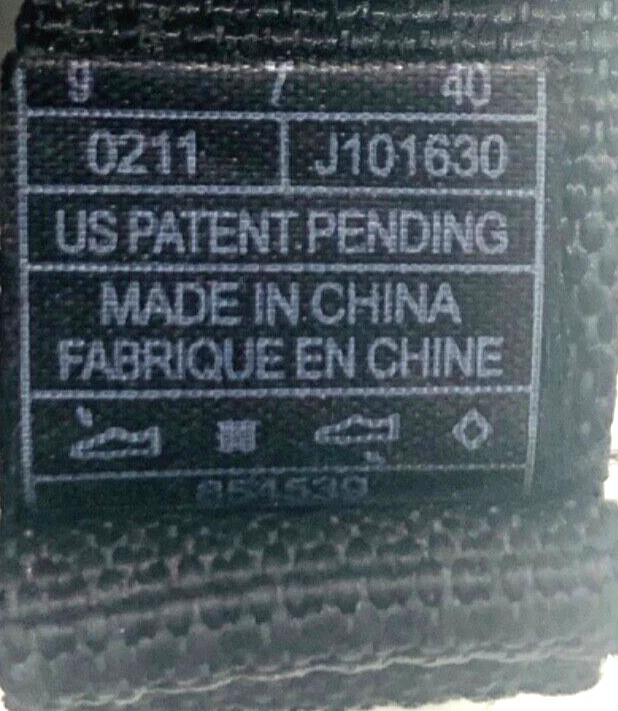 9 7 40
0211 J101630
US PATENT PENDING
MADE IN CHINA
FABRIQUE EN CHINE